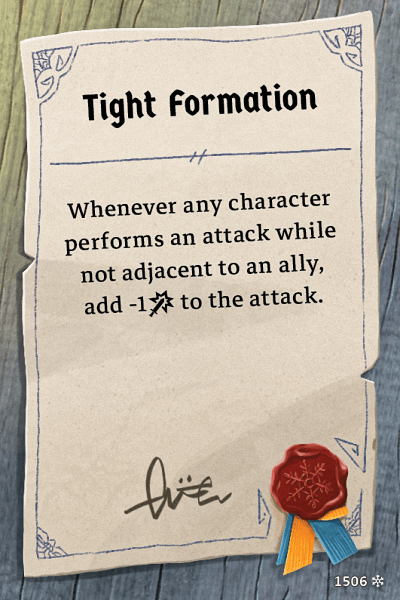 Tight Formation
Whenever any character
performs an attack while
not adjacent to an ally,
add -1 to the attack.
1506